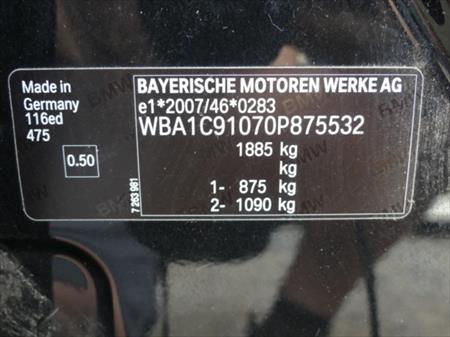 Made in
Germany
116ed
475
0.50
7 263 981
BAYERISCHE MOTOREN WERKE AG
e1*2007/46*0283
WBA1C91070P875532
1885 kg
kg
1- 875 kg
2- 1090 kg